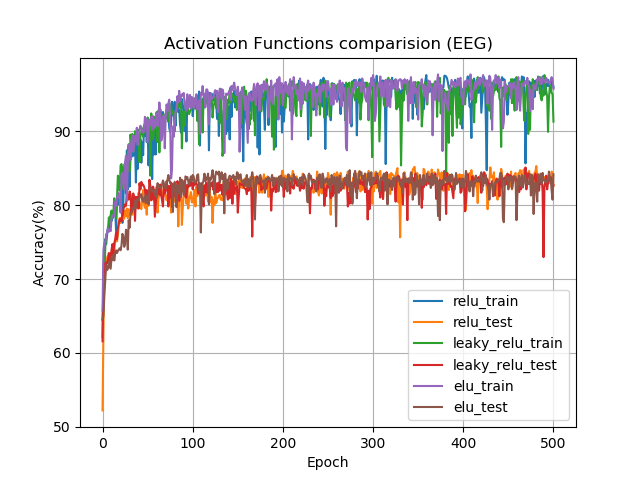 Activation Functions comparision (EEG)
Accuracy(%)
90
80
70
60
50
0 100 200 300 400 500
Epoch
relu_train
relu_test
leaky_relu_train
leaky_relu_test
elu_train
elu_test